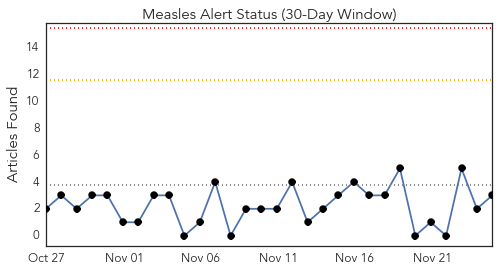 Measles Alert Status (30-Day Window)
Articles Found
14
12
10
8
6
4
2
0
Oct 27 Nov 01 Nov 06 Nov 11 Nov 16 Nov 21